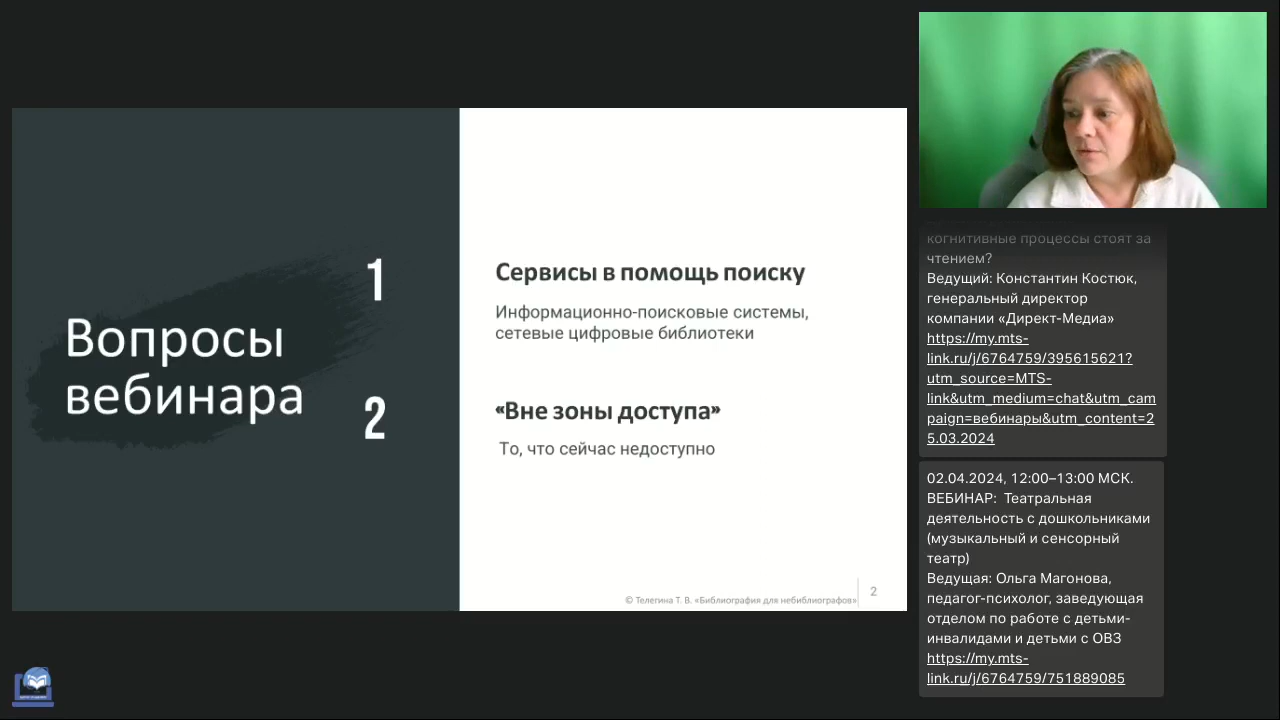 Вопросы
вебинара
1
Сервисы в помощь поиску
Информационно-поисковые системы,
сетевые цифровые библиотеки
2
«Вне зоны доступа»
То, что сейчас недоступно
© Телегина Т. В. «Библиография для небиблиографов»
2
когнитивные процессы стоят за
чтением?
Ведущий: Константин Костюк,
генеральный директор
компании «Директ-Медиа»
https://my.mts-
link.ru/j/6764759/395615621?
utm_source=MTS-
link&utm_medium=chat&utm_cam
paign=вебинары&utm_content=2
5.03.2024
02.04.2024, 12:00–13:00 МСК.
ВЕБИНАР:  Театральная
деятельность с дошкольниками
(музыкальный и сенсорный
театр)
Ведущая: Ольга Магонова,
педагог-психолог, заведующая
отделом по работе с детьми-
инвалидами и детьми с ОВЗ
https://my.mts-
link.ru/j/6764759/751889085